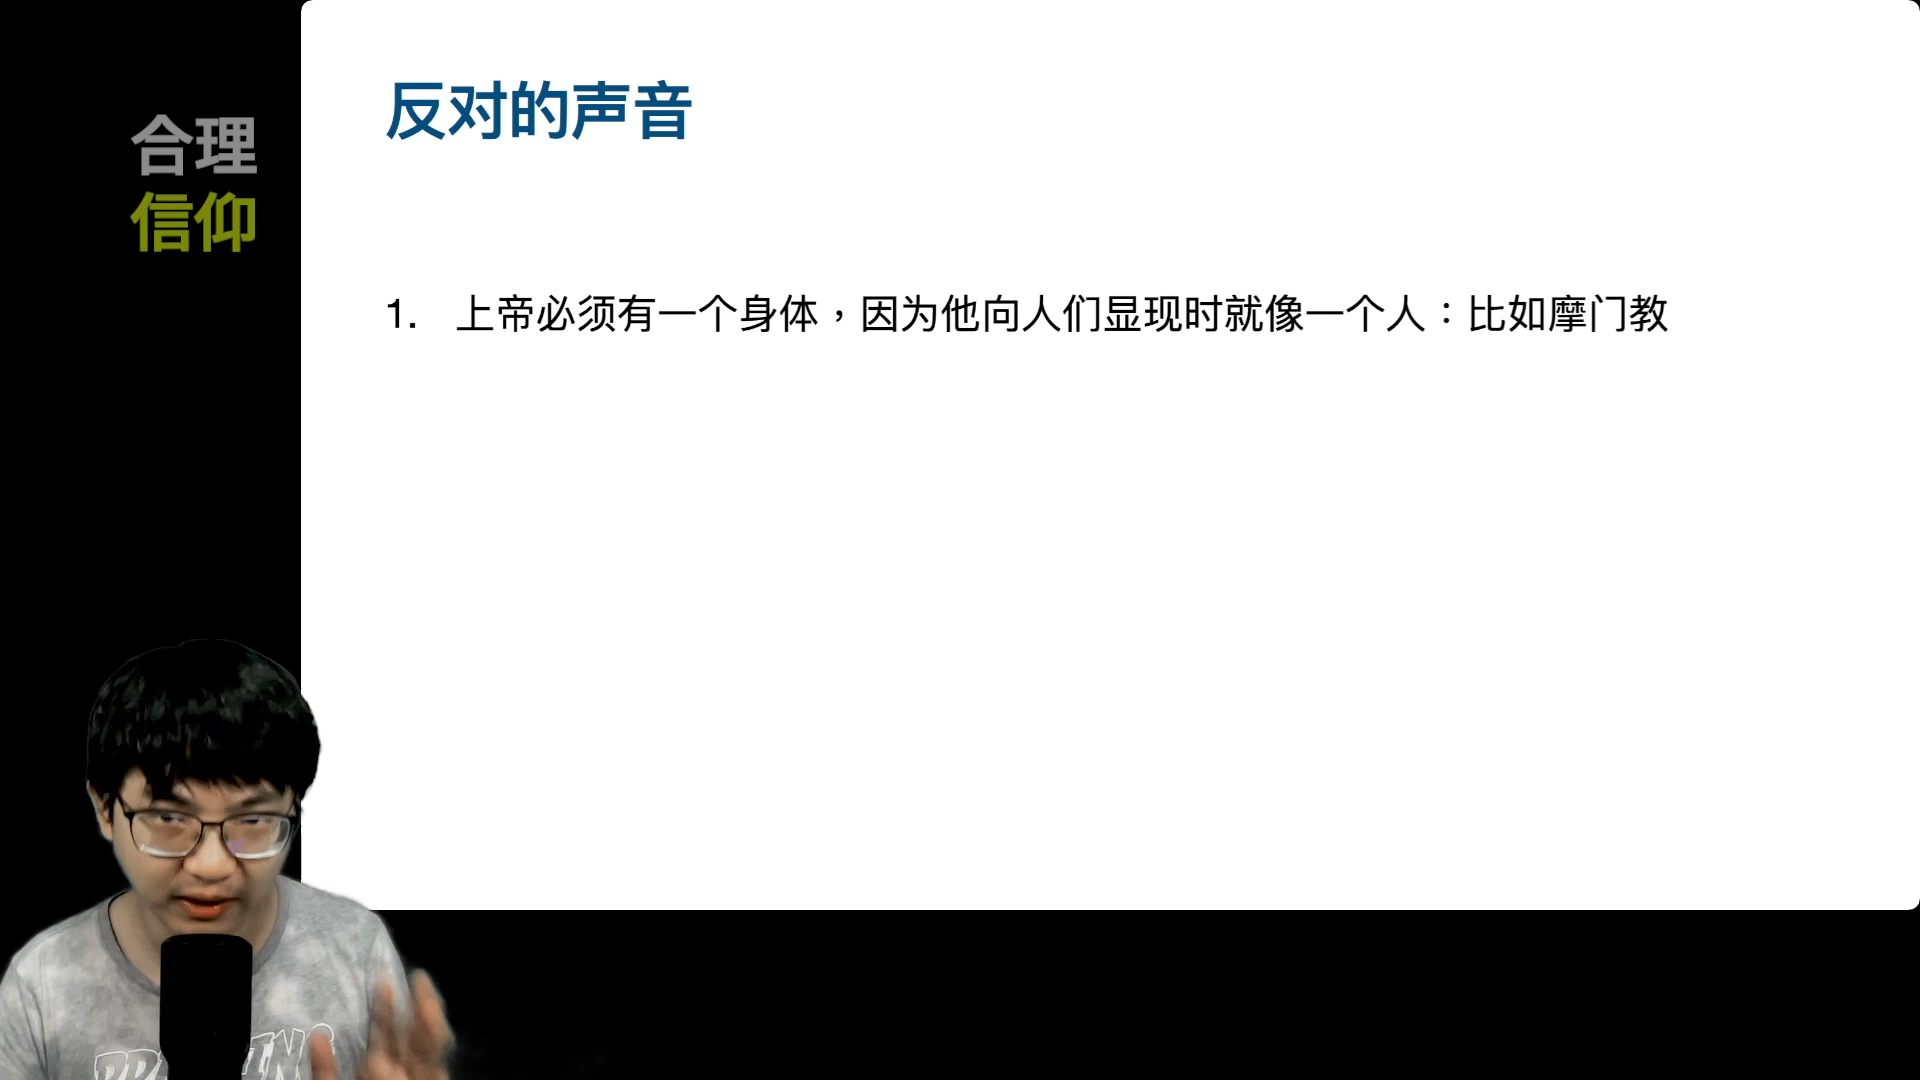 合理
信仰
反对的声音
1. 上帝必须有一个身体，因为他向人们显现时就像一个人：比如摩门教